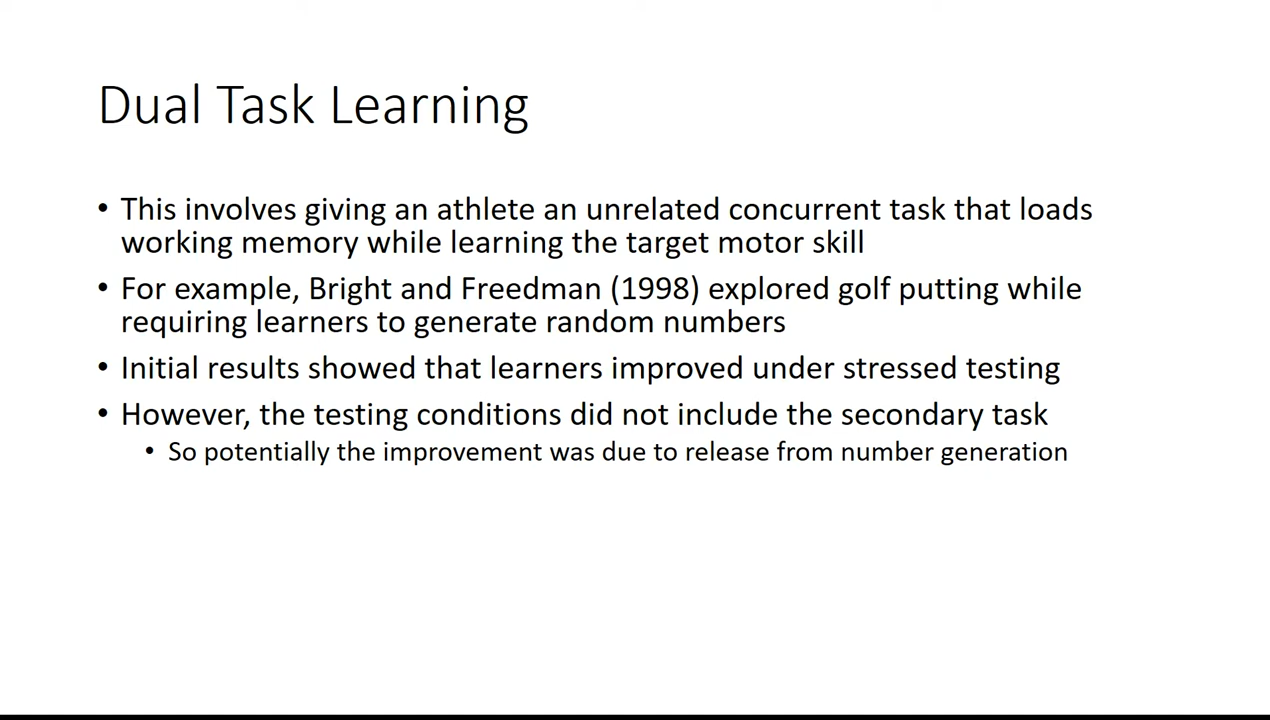 Dual Task Learning
• This involves giving an athlete an unrelated concurrent task that loads
working memory while learning the target motor skill
• For example, Bright and Freedman (1998) explored golf putting while
requiring learners to generate random numbers
• Initial results showed that learners improved under stressed testing
• However, the testing conditions did not include the secondary task
• So potentially the improvement was due to release from number generation